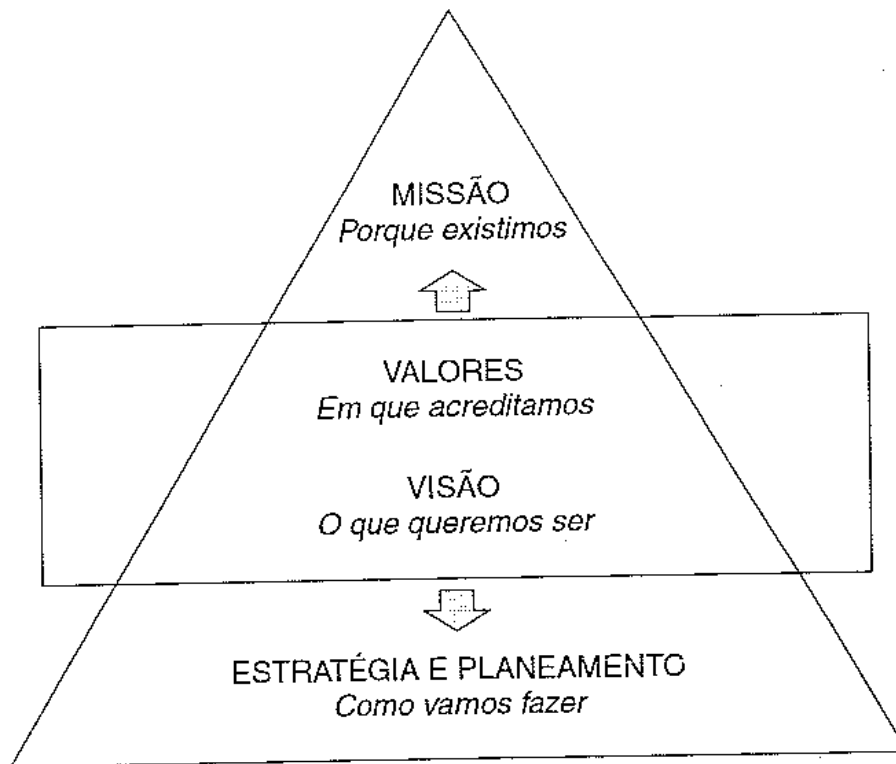 MISSÃO
Porque existimos
VALORES
Em que acreditamos
VISÃO
O que queremos ser
ESTRATÉGIA E PLANEAMENTO
Como vamos fazer